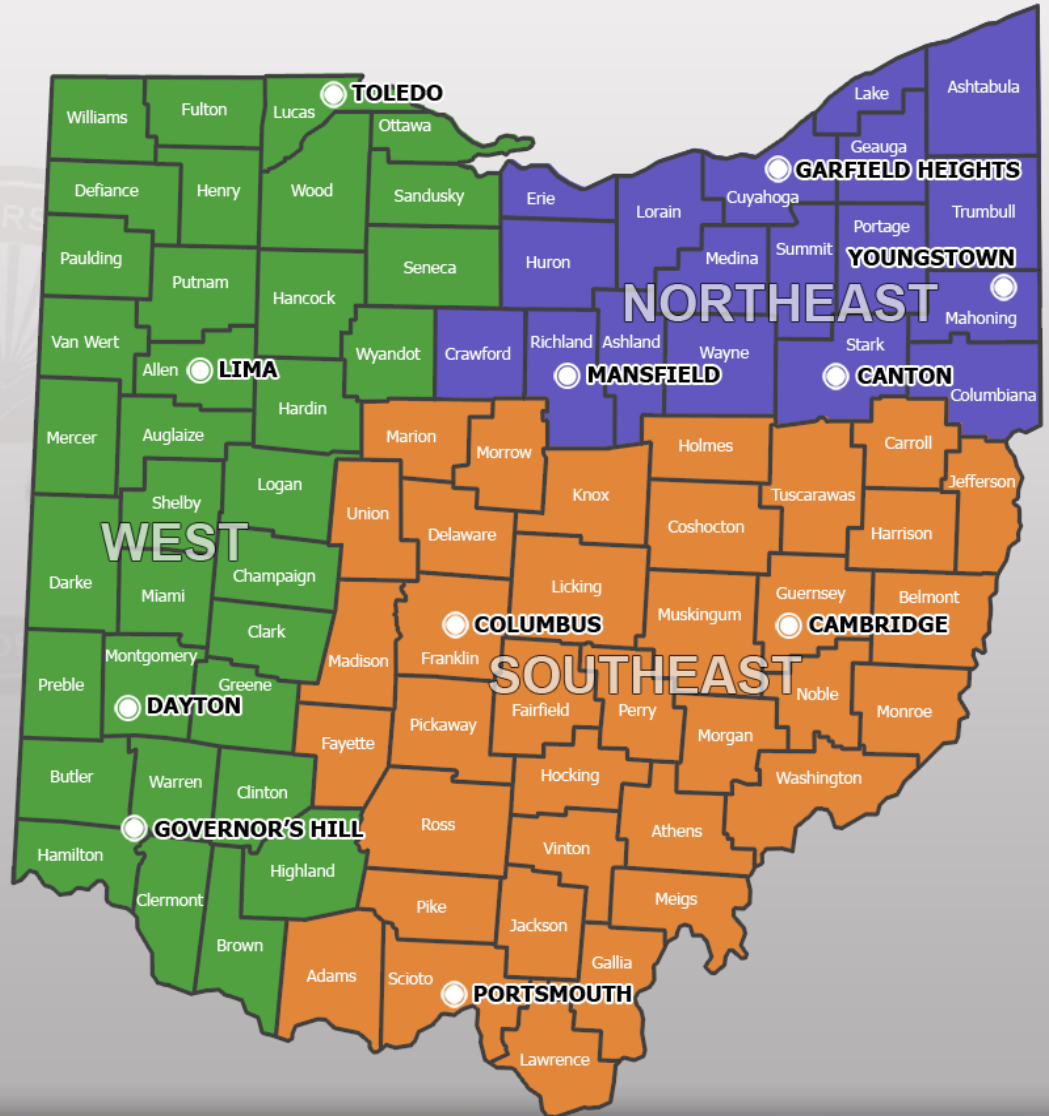 Lake
Ashtabula
TOLEDO
Williams
Fulton
Lucas
Ottawa
Geauga
GARFIELD HEIGHTS
Defiance
Henry
Wood
Sandusky
Erie
Cuyahoga
Lorain
Trumbull
Portage
Summit
Medina
YOUNGSTOWN
Paulding
Putnam
Seneca
Huron
Hancock
NORTHEAST
Mahoning
Van Wert
Allen
LIMA
Wyandot
Crawford
Richland
Ashland
Wayne
Stark
MANSFIELD
CANTON
Columbiana
Hardin
Mercer
Auglaize
Marion
Morrow
Holmes
Carroll
Jefferson
Logan
Shelby
Union
Knox
Tuscarawas
Delaware
Coshocton
Harrison
WEST
Darke
Miami
Champaign
Licking
Guernsey
Belmont
Muskingum
Clark
COLUMBUS
CAMBRIDGE
Montgomery
Madison
Franklin
SOUTHEAST
Preble
Greene
Noble
DAYTON
Pickaway
Fairfield
Perry
Monroe
Morgan
Fayette
Butler
Warren
Clinton
Hocking
Washington
GOVERNOR'S HILL
Ross
Athens
Hamilton
Vinton
Highland
Clermont
Pike
Meigs
Jackson
Brown
Adams
Scioto
Gallia
PORTSMOUTH
Lawrence